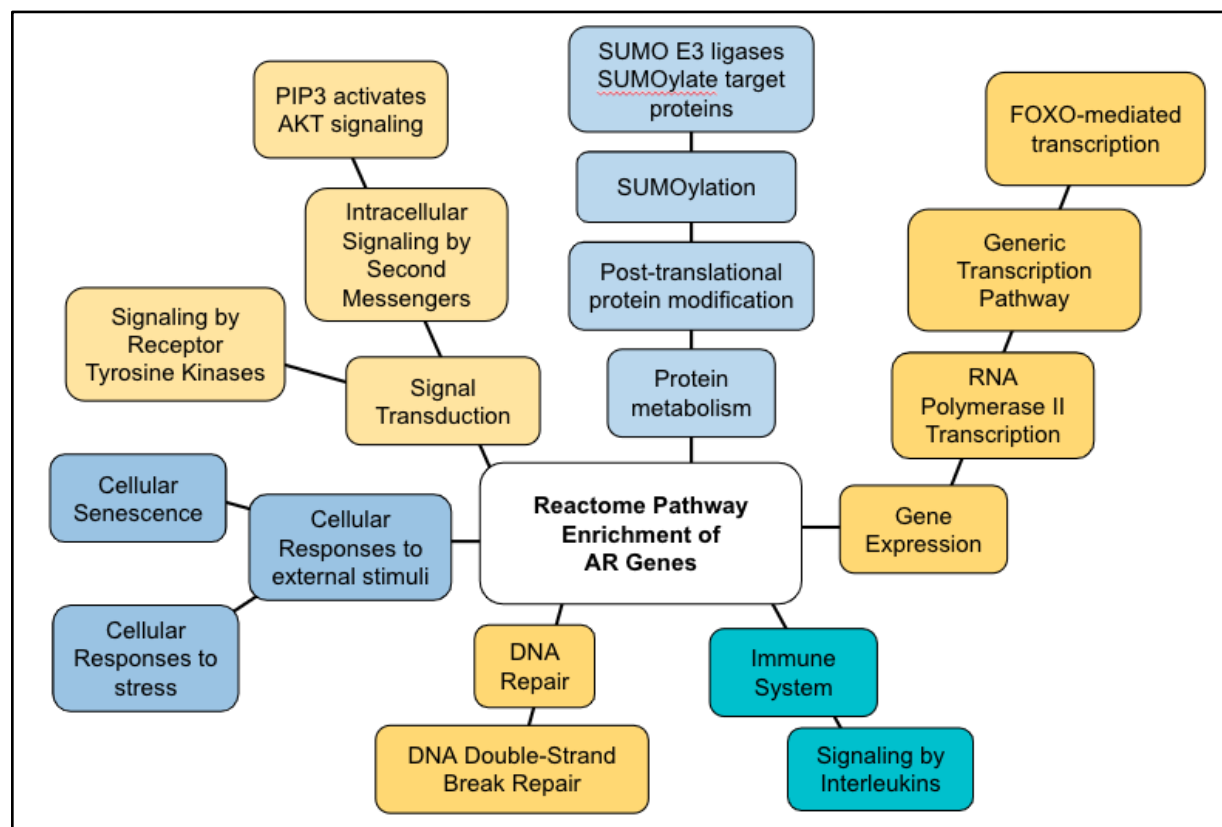 SUMO E3 ligases
SUMOylate target
proteins
PIP3 activates
AKT signaling
FOXO-mediated
transcription
SUMOylation
Intracellular
Signaling by
Second
Messengers
Generic
Transcription
Pathway
Post-translational
protein modification
Signaling by
Receptor
Tyrosine Kinases
Signal
Transduction
Protein
metabolism
RNA
Polymerase II
Transcription
Cellular
Senescence
Cellular
Responses to
external stimuli
Reactome Pathway
Enrichment of
AR Genes
Gene
Expression
Cellular
Responses to
stress
DNA
Repair
Immune
System
DNA Double-Strand
Break Repair
Signaling by
Interleukins